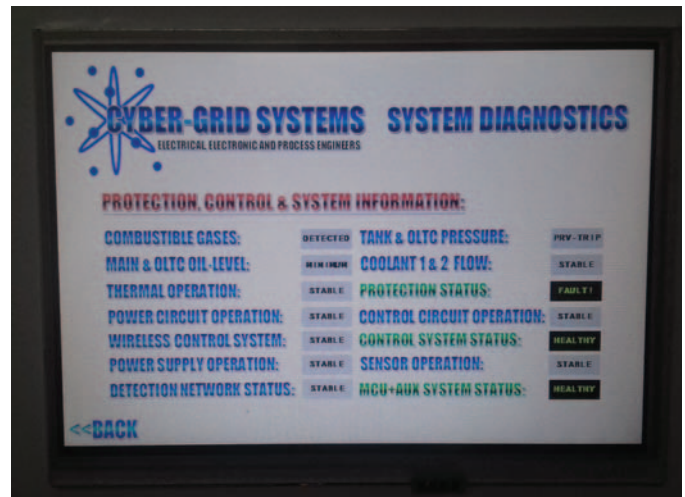 CYBER-GRID SYSTEMS SYSTEM DIAGNOSTICS
ELECTRICAL, ELECTRONIC AND PROCESS ENGINEERS
PROTECTION, CONTROL & SYSTEM INFORMATION:
COMBUSTIBLE GASES: DETECTED TANK & OLTC PRESSURE: PRV-TRIP
MAIN & OLTC OIL-LEVEL: MINIMUM COOLANT 1 & 2 FLOW: STABLE
THERMAL OPERATION: STABLE PROTECTION STATUS: FAULT!
POWER CIRCUIT OPERATION: STABLE CONTROL CIRCUIT OPERATION: STABLE
WIRELESS CONTROL SYSTEM: STABLE CONTROL SYSTEM STATUS: HEALTHY
POWER SUPPLY OPERATION: STABLE SENSOR OPERATION: STABLE
DETECTION NETWORK STATUS: STABLE MCU+AUX SYSTEM STATUS: HEALTHY
<<BACK